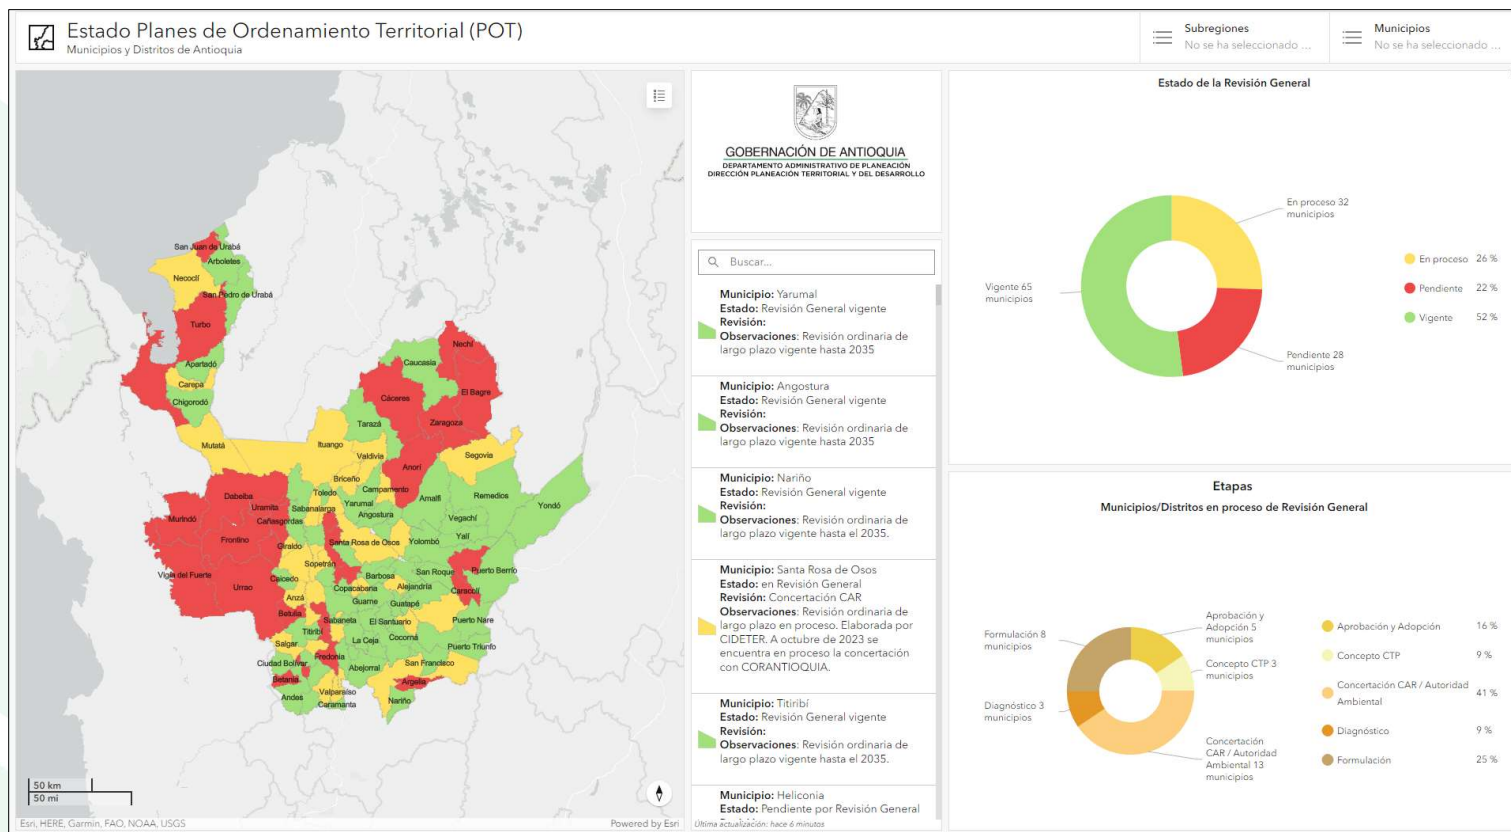 Estado Planes de Ordenamiento Territorial (POT)
Municipios y Distritos de Antioquia
Subregiones
No se ha seleccionado ...
Municipios
No se ha seleccionado ...
San Juan de Urabá
Arboletes
Necoclí
San Pedro de Urabá
Turbo
Apartadó
Carepa
Chigorodó
Mutatá
Nechí
Caucasia
Cáceres
El Bagre
Zaragoza
Tarazá
Ituango
Valdivia
Anorí
Segovia
Briceño
Dabeiba
Toledo
Campamento
Uramita
Sabanalarga
Yarumal
Amalfi
Remedios
Yondó
Murindó
Cañasgordas
Angostura
Vegachí
Frontino
Giraldo
Santa Rosa de Osos
Yolombó
Yalí
Sopetrán
Vigía del Fuerte
Caicedo
Barbosa
San Roque
Puerto Berrío
Urrao
Copacabana
Alejandría
Caracolí
Anzá
Guarne
Guatapé
Betulia
Sabaneta
El Santuario
Puerto Nare
Titiribí
Salgar
La Ceja
Cocorná
Puerto Triunfo
Fredonia
Ciudad Bolívar
Abejorral
San Francisco
Betania
Argelia
Andes
Valparaíso
Caramanta
Nariño
50 km
50 mi
Esri, HERE, Garmin, FAO, NOAA, USGS
Powered by Esri
GOBERNACIÓN DE ANTIOQUIA
DEPARTAMENTO ADMINISTRATIVO DE PLANEACIÓN
DIRECCIÓN PLANEACIÓN TERRITORIAL Y DEL DESARROLLO
Buscar...
Municipio: Yarumal
Estado: Revisión General vigente
Revisión:
Observaciones: Revisión ordinaria de
largo plazo vigente hasta 2035
Municipio: Angostura
Estado: Revisión General vigente
Revisión:
Observaciones: Revisión ordinaria de
largo plazo vigente hasta 2035
Municipio: Nariño
Estado: Revisión General vigente
Revisión:
Observaciones: Revisión ordinaria de
largo plazo vigente hasta el 2035.
Municipio: Santa Rosa de Osos
Estado: en Revisión General
Revisión: Concertación CAR
Observaciones: Revisión ordinaria de
largo plazo en proceso. Elaborada por
CIDETER. A octubre de 2023 se
encuentra en proceso la concertación
con CORANTIOQUIA.
Municipio: Titiribí
Estado: Revisión General vigente
Revisión:
Observaciones: Revisión ordinaria de
largo plazo vigente hasta el 2035.
Municipio: Heliconia
Estado: Pendiente por Revisión General
Última actualización: hace 6 minutos
Estado de la Revisión General
En proceso 32
municipios
Vigente 65
municipios
Pendiente 28
municipios
En proceso 26 %
Pendiente 22 %
Vigente 52 %
Etapas
Municipios/Distritos en proceso de Revisión General
Aprobación y
Adopción 5
municipios
Formulación 8
municipios
Concepto CTP 3
municipios
Diagnóstico 3
municipios
Concertación
CAR / Autoridad
Ambiental 13
municipios
Aprobación y Adopción 16 %
Concepto CTP 9 %
Concertación CAR / Autoridad
Ambiental 41 %
Diagnóstico 9 %
Formulación 25 %